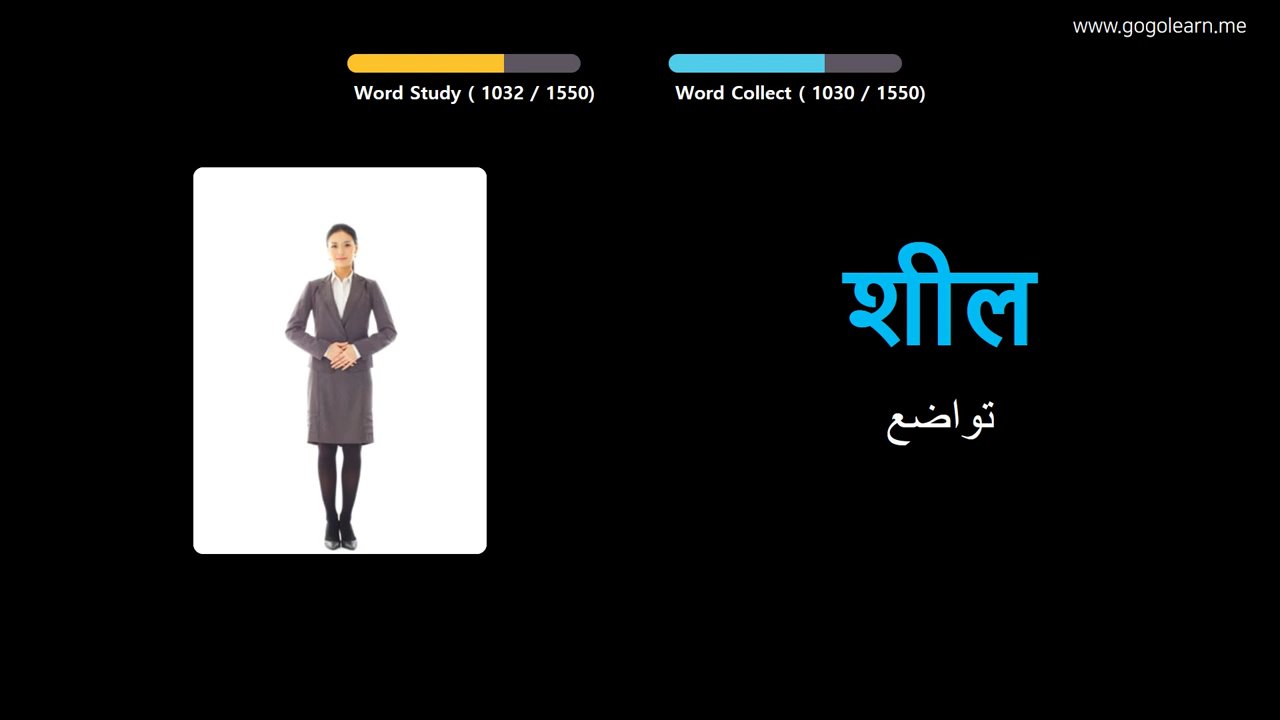 www.gogolearn.me
Word Study ( 1032 / 1550)
Word Collect ( 1030 / 1550)
शील
تواضع